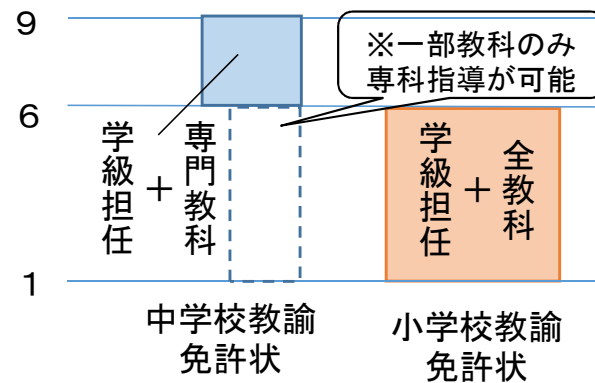 9
※一部教科のみ
専科指導が可能
6
学級担任
+
専門教科
学級担任
+
全教科
1
中学校教諭
免許状
小学校教諭
免許状